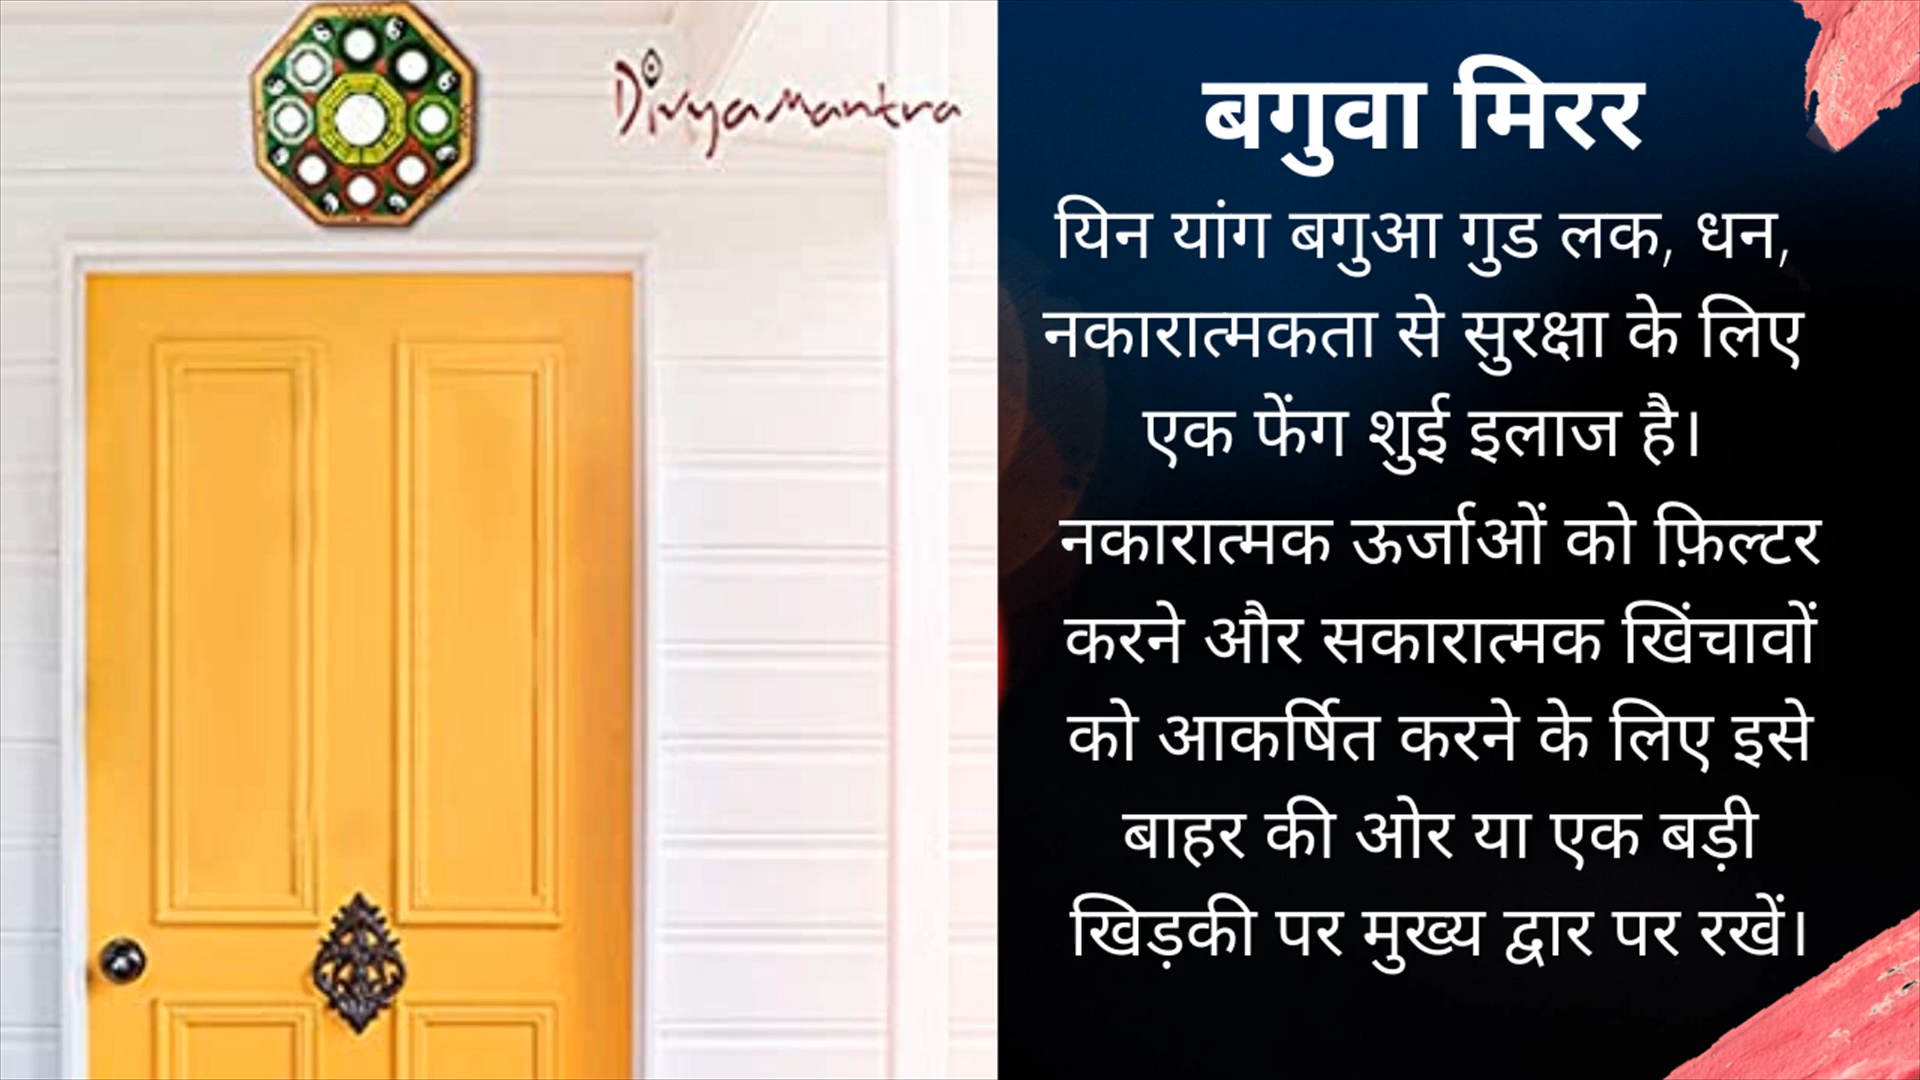 Divya Mantra
बगुवा मिरर
यिन यांग बगुआ गुड लक, धन,
नकारात्मकता से सुरक्षा के लिए
एक फेंग शुई इलाज है।
नकारात्मक ऊर्जाओं को फ़िल्टर
करने और सकारात्मक खिंचावों
को आकर्षित करने के लिए इसे
बाहर की ओर या एक बड़ी
खिड़की पर मुख्य द्वार पर रखें।